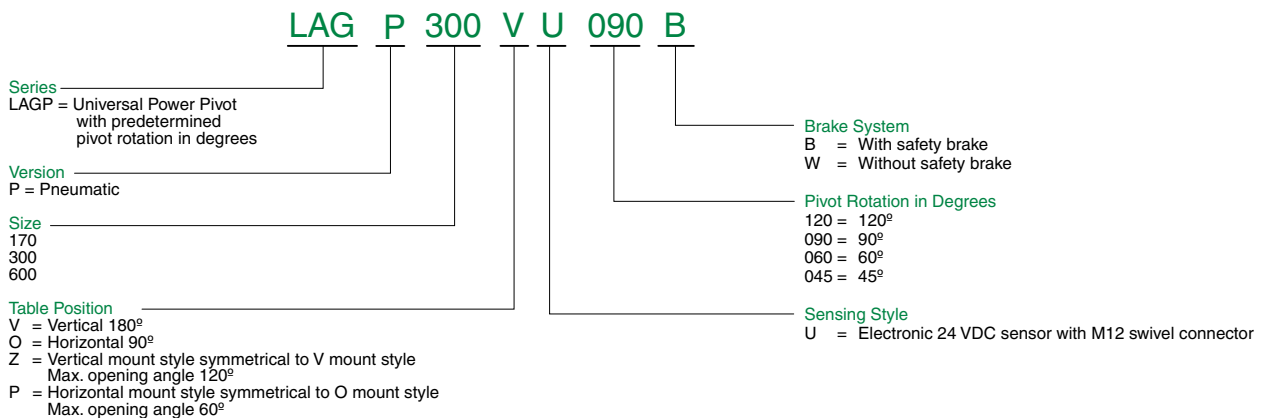 LAG P 300 V U 090 B
Series
LAGP = Universal Power Pivot
with predetermined
pivot rotation in degrees
Version
P = Pneumatic
Size
170
300
600
Table Position
V = Vertical 180º
O = Horizontal 90º
Z = Vertical mount style symmetrical to V mount style
Max. opening angle 120º
P = Horizontal mount style symmetrical to O mount style
Max. opening angle 60º
Brake System
B = With safety brake
W = Without safety brake
Pivot Rotation in Degrees
120 = 120º
090 = 90º
060 = 60º
045 = 45º
Sensing Style
U = Electronic 24 VDC sensor with M12 swivel connector